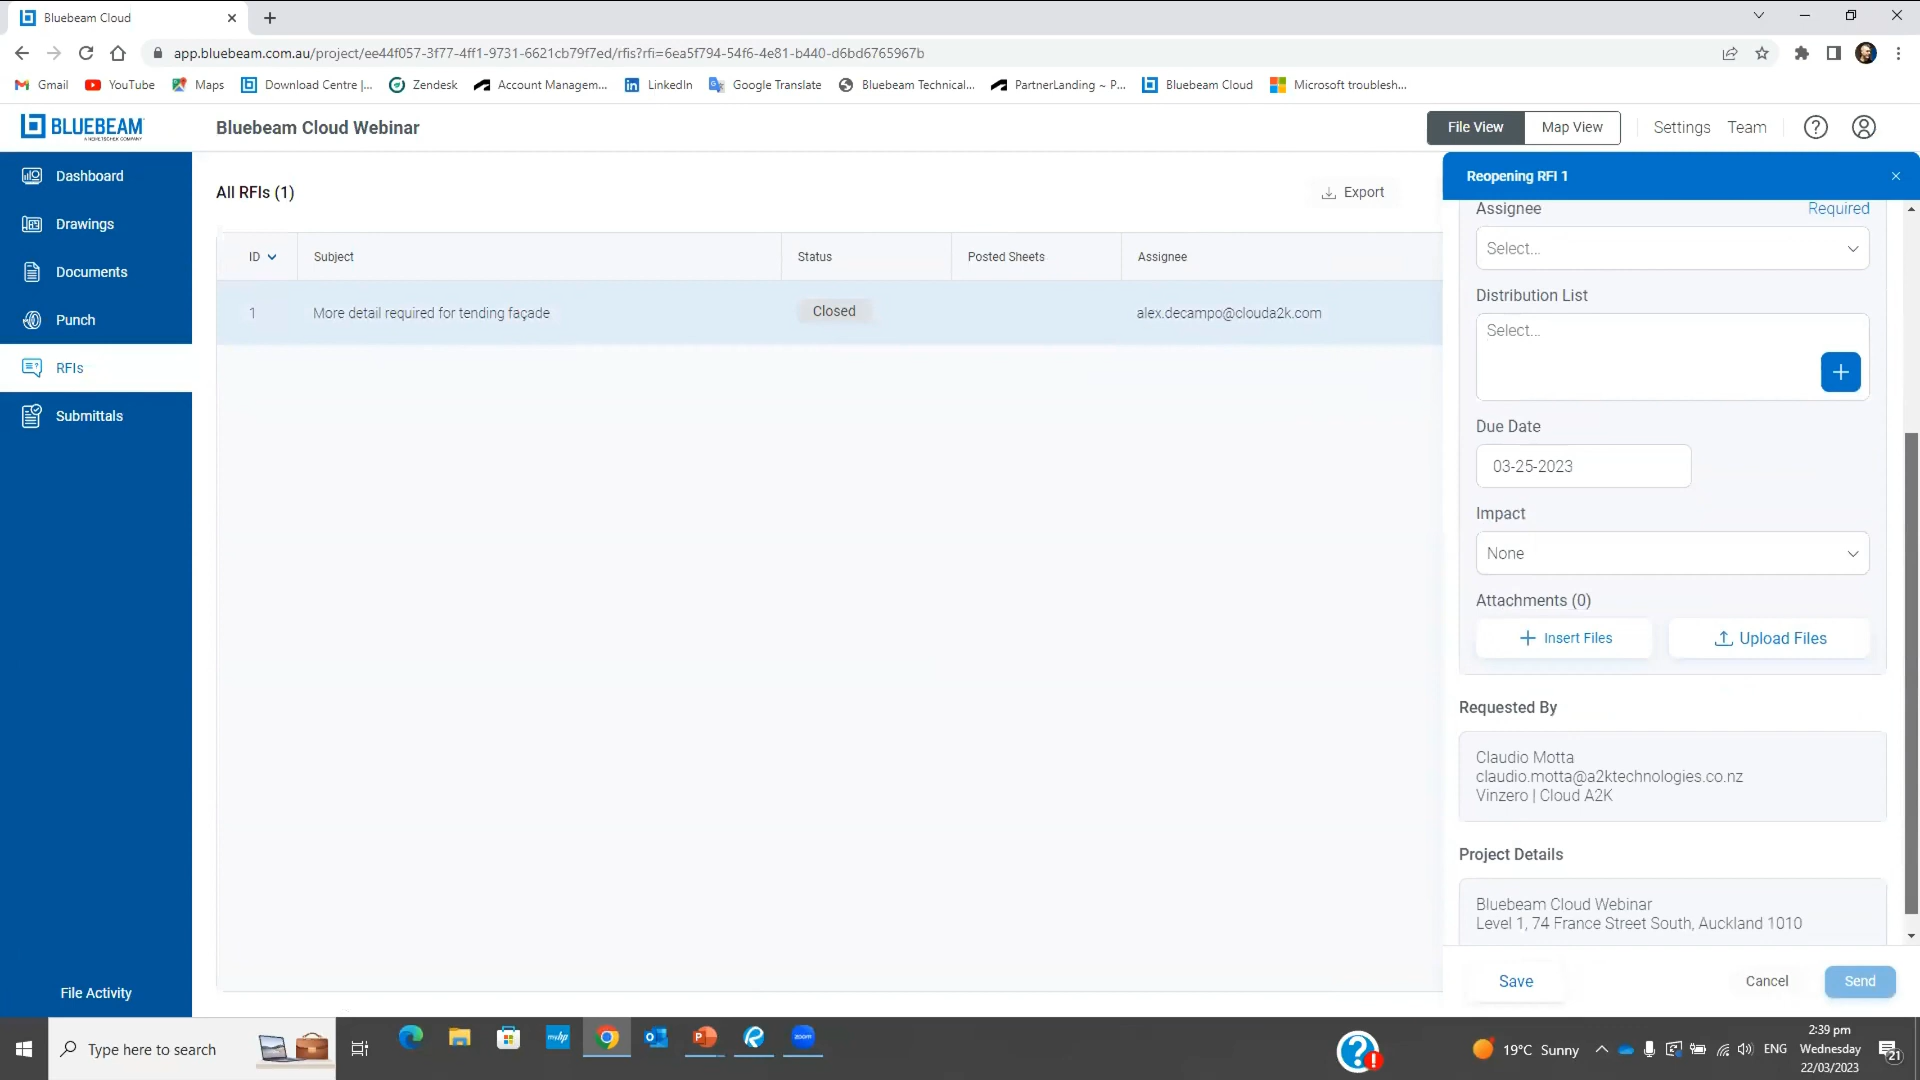 Bluebeam Cloud
app.bluebeam.com.au/project/ee44f057-3f77-4ff1-9731-6621cb79f7ed/rfis?rfi=6ea5f794-54f6-4e81-b440-d6bd6765967b
Gmail YouTube Maps Download Centre |... Zendesk Account Managem... LinkedIn Google Translate Bluebeam Technical... PartnerLanding ~ P... Bluebeam Cloud Microsoft troublesh...
BLUEBEAM
A NEMETSCHEK COMPANY
Bluebeam Cloud Webinar
File View Map View Settings Team
Dashboard
Drawings
Documents
Punch
RFIs
Submittals
File Activity
All RFIs (1)
Export
ID Subject Status Posted Sheets Assignee
1 More detail required for tending façade Closed alex.decampo@clouda2k.com
Reopening RFI 1
Assignee Required
Select...
Distribution List
Select...
Due Date
03-25-2023
Impact
None
Attachments (0)
Insert Files Upload Files
Requested By
Claudio Motta
claudio.motta@a2ktechnologies.co.nz
Vinzero | Cloud A2K
Project Details
Bluebeam Cloud Webinar
Level 1, 74 France Street South, Auckland 1010
Save Cancel Send
Type here to search
myhp
zoom
19°C Sunny
ENG
2:39 pm
Wednesday
22/03/2023
21